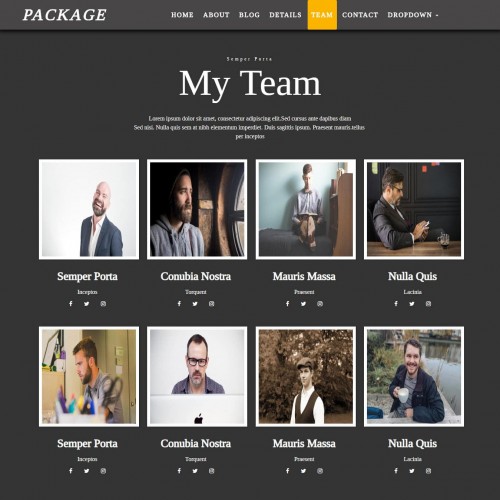 PACKAGE
HOME ABOUT BLOG DETAILS TEAM CONTACT DROPDOWN
Semper Porta
My Team
Lorem ipsum dolor sit amet, consectetur adipiscing elit.Sed cursus ante dapibus diam
Sed nisi. Nulla quis sem at nibh elementum imperdiet. Duis sagittis ipsum. Praesent mauris.tellus
per inceptos
Semper Porta Conubia Nostra Mauris Massa Nulla Quis
Inceptos Torquent Praesent Lacinia
Semper Porta Conubia Nostra Mauris Massa Nulla Quis
Inceptos Torquent Praesent Lacinia